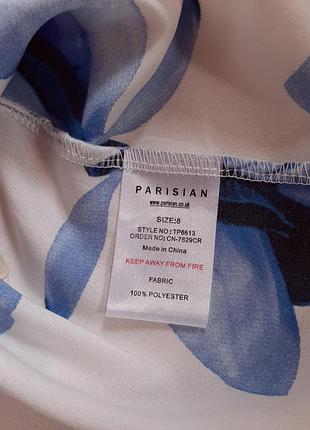 PARISIAN
www.parisian.co.uk
SIZE:8
STYLE NO : TP6613
ORDER NO: CN-7629CR
Made in China
KEEP AWAY FROM FIRE
FABRIC
100% POLYESTER